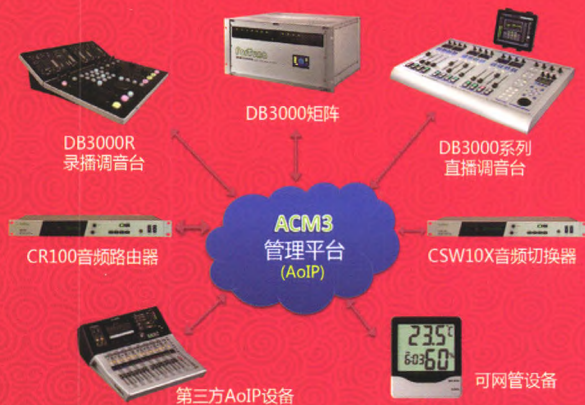 DB3000R
录播调音台
DB3000矩阵
DB3000系列
直播调音台
ACM3
管理平台
(AoIP)
CR100音频路由器
CSW10X音频切换器
第三方AoIP设备
23.5℃
6:03 60%
可网管设备